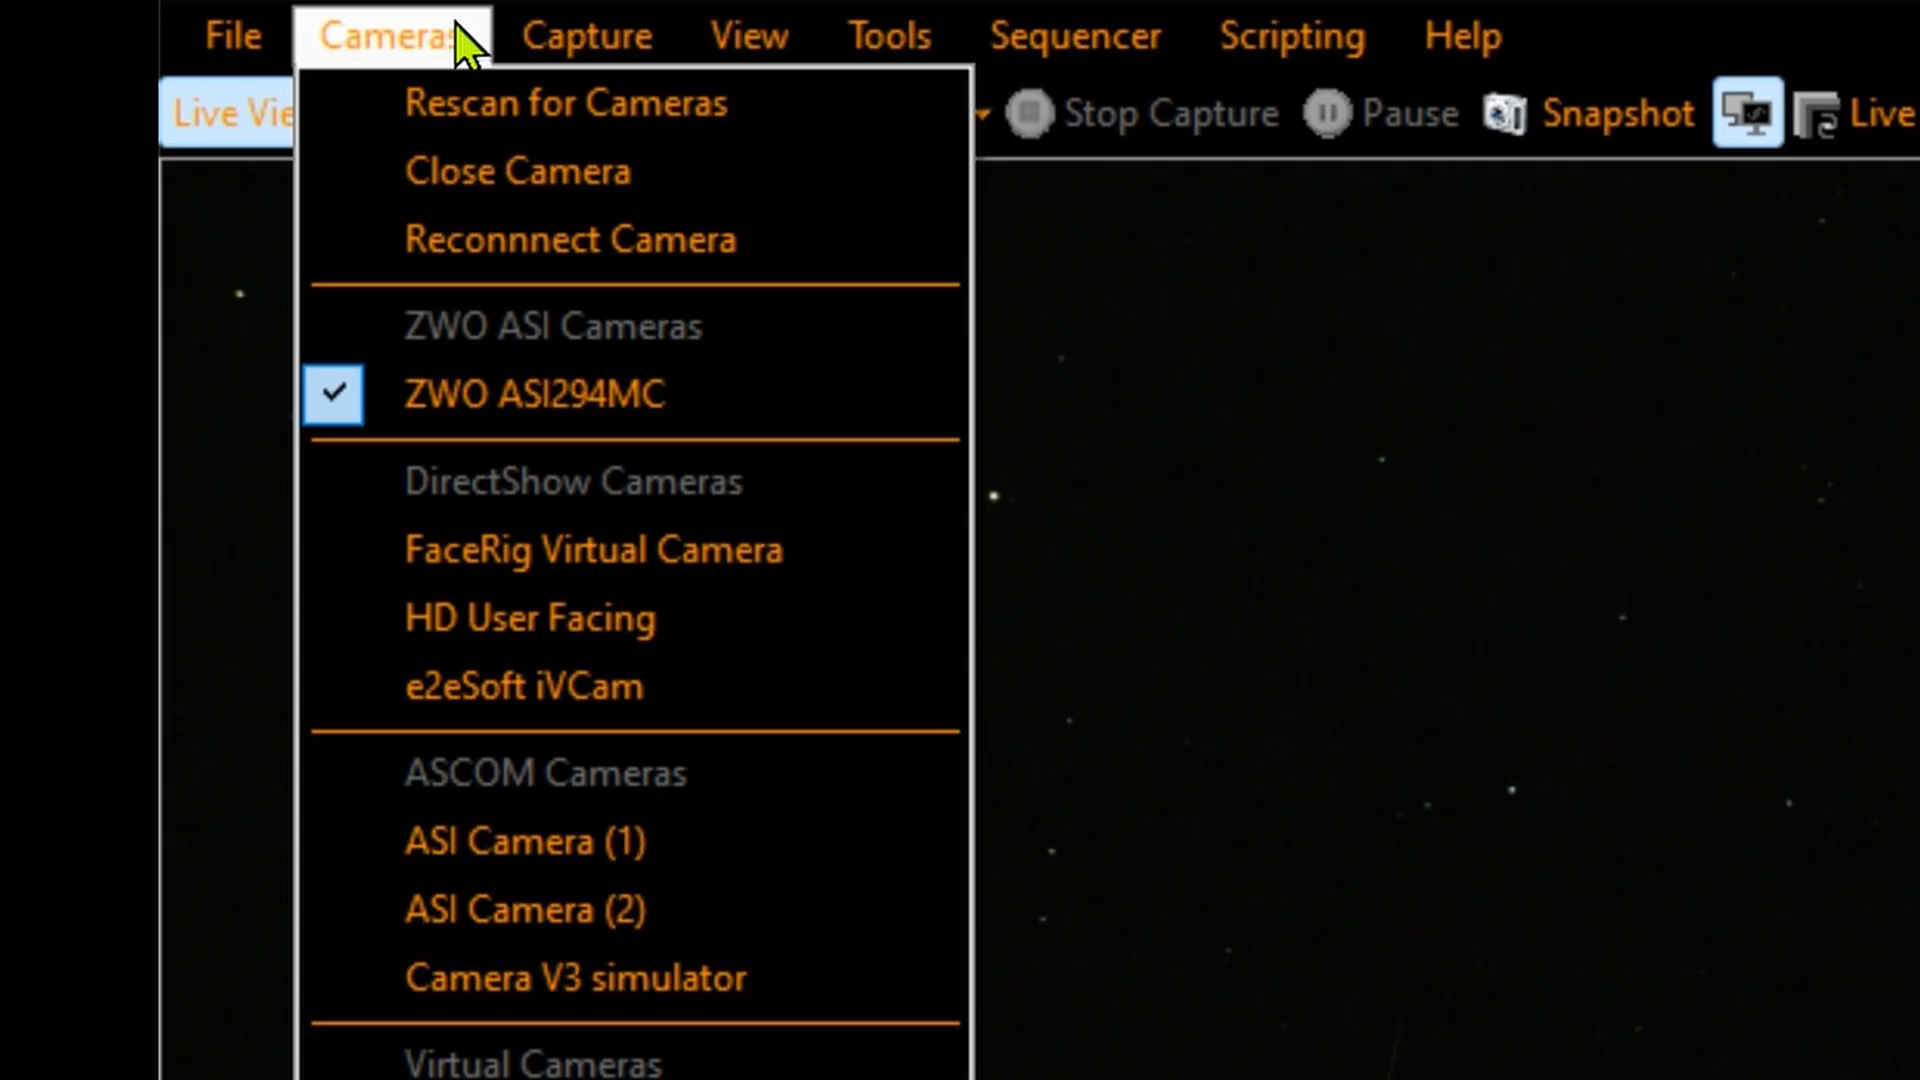 File Cameras Capture View Tools Sequencer Scripting Help
Live Vie Stop Capture Pause Snapshot Live
Rescan for Cameras
Close Camera
Reconnnect Camera
ZWO ASI Cameras
ZWO ASI294MC
DirectShow Cameras
FaceRig Virtual Camera
HD User Facing
e2eSoft iVCam
ASCOM Cameras
ASI Camera (1)
ASI Camera (2)
Camera V3 simulator
Virtual Cameras